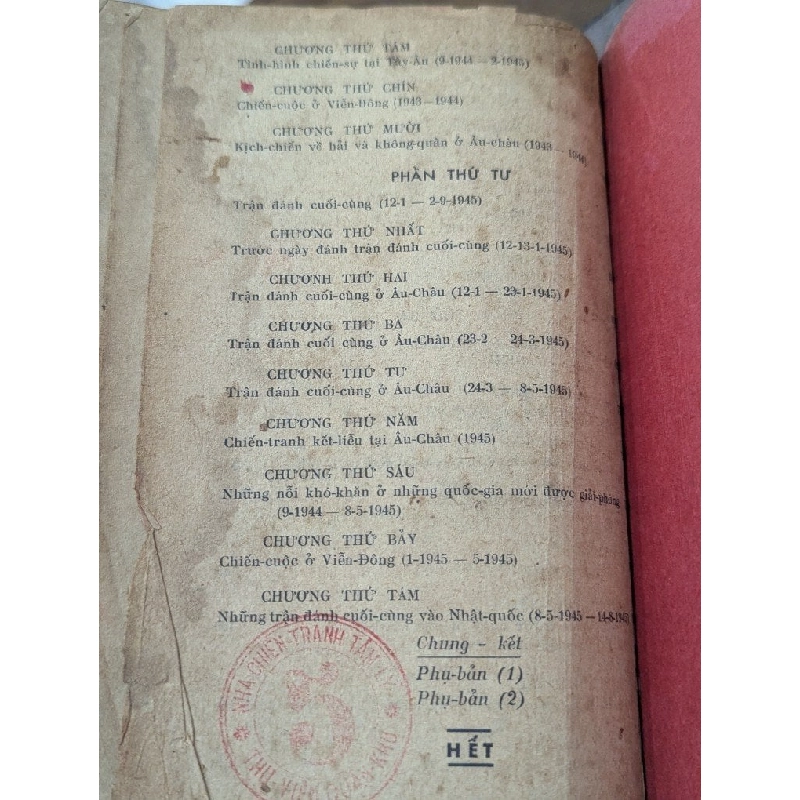 CHƯƠNG THỨ TÁM
Tình-hình chiến-sự tại Tây-Âu (9-1944 — 2-1945)
CHƯƠNG THỨ CHÍN
Chiến-cuộc ở Viễn-Đông (1943—1944)
CHƯƠNG THỨ MƯỜI
Kịch-chiến về hải và không-quân ở Âu-châu (1943 — 1944)
PHẦN THỨ TƯ
Trận đánh cuối-cùng (12-1 — 2-9-1945)
CHƯƠNG THỨ NHẤT
Trước ngày đánh trận đánh cuối-cùng (12-13-1-1945)
CHƯƠNH THỨ HAI
Trận đánh cuối-cùng ở Âu-Châu (12-1 — 23-1-1945)
CHƯƠNG THỨ BA
Trận đánh cuối cùng ở Âu-Châu (23-2 24-3-1945)
CHƯƠNG THỨ TƯ
Trận đánh cuối-cùng ở Âu-Châu (24-3 — 8-5-1945)
CHƯƠNG THỨ NĂM
Chiến-tranh kết-liễu tại Âu-Châu (1945)
CHƯƠNG THỨ SÁU
Những nỗi khó-khăn ở những quốc-gia mới được giải-phóng
(9-1944 — 8-5-1945)
CHƯƠNG THỨ BẢY
Chiến-cuộc ở Viễn-Đông (1-1945 — 5-1945)
CHƯƠNG THỨ TÁM
Những trận đánh cuối-cùng vào Nhật-quốc (8-5-1945 — 14-8-1945)
Chung - kết
Phụ-bản (1)
Phụ-bản (2)
HẾT
CHIẾN-TRANH TÂM